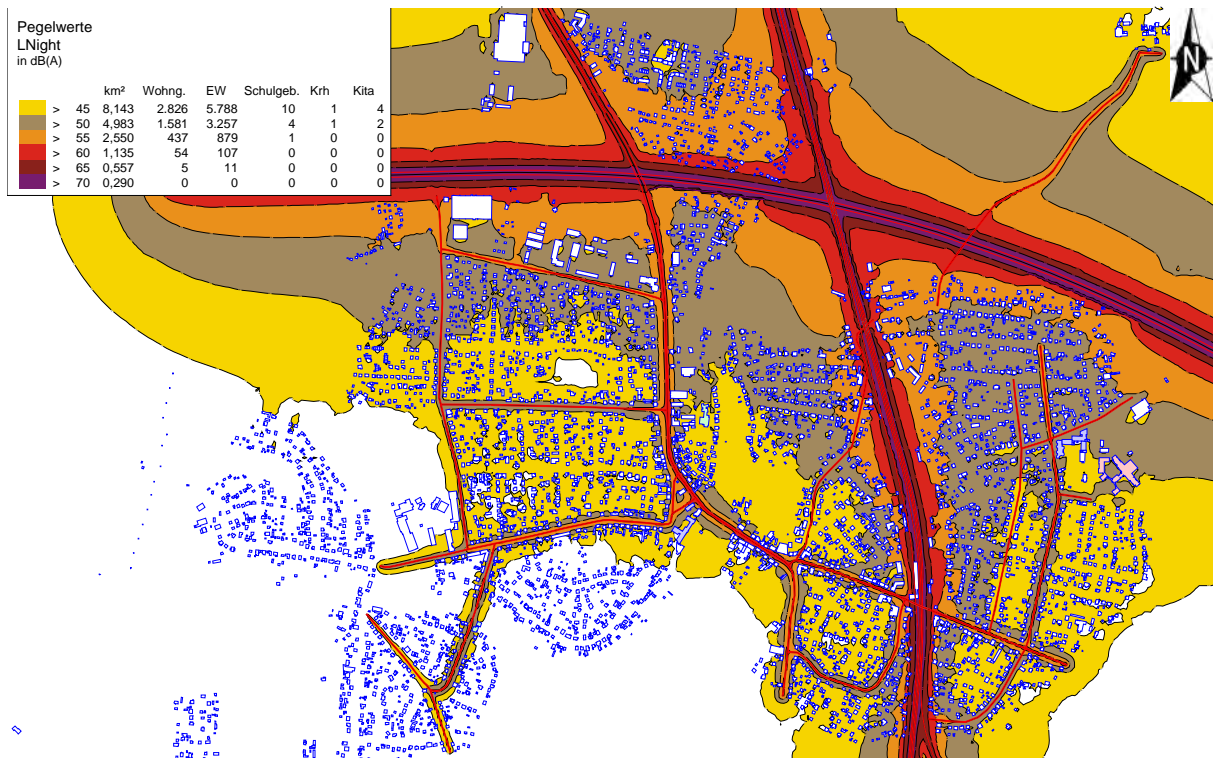 Pegelwerte
LNight
in dB(A)
km² Wohng. EW Schulgeb. Krh Kita
> 45 8,143 2.826 5.788 10 1 4
> 50 4,983 1.581 3.257 4 1 2
> 55 2,550 437 879 1 0 0
> 60 1,135 54 107 0 0 0
> 65 0,557 5 11 0 0 0
> 70 0,290 0 0 0 0 0
N